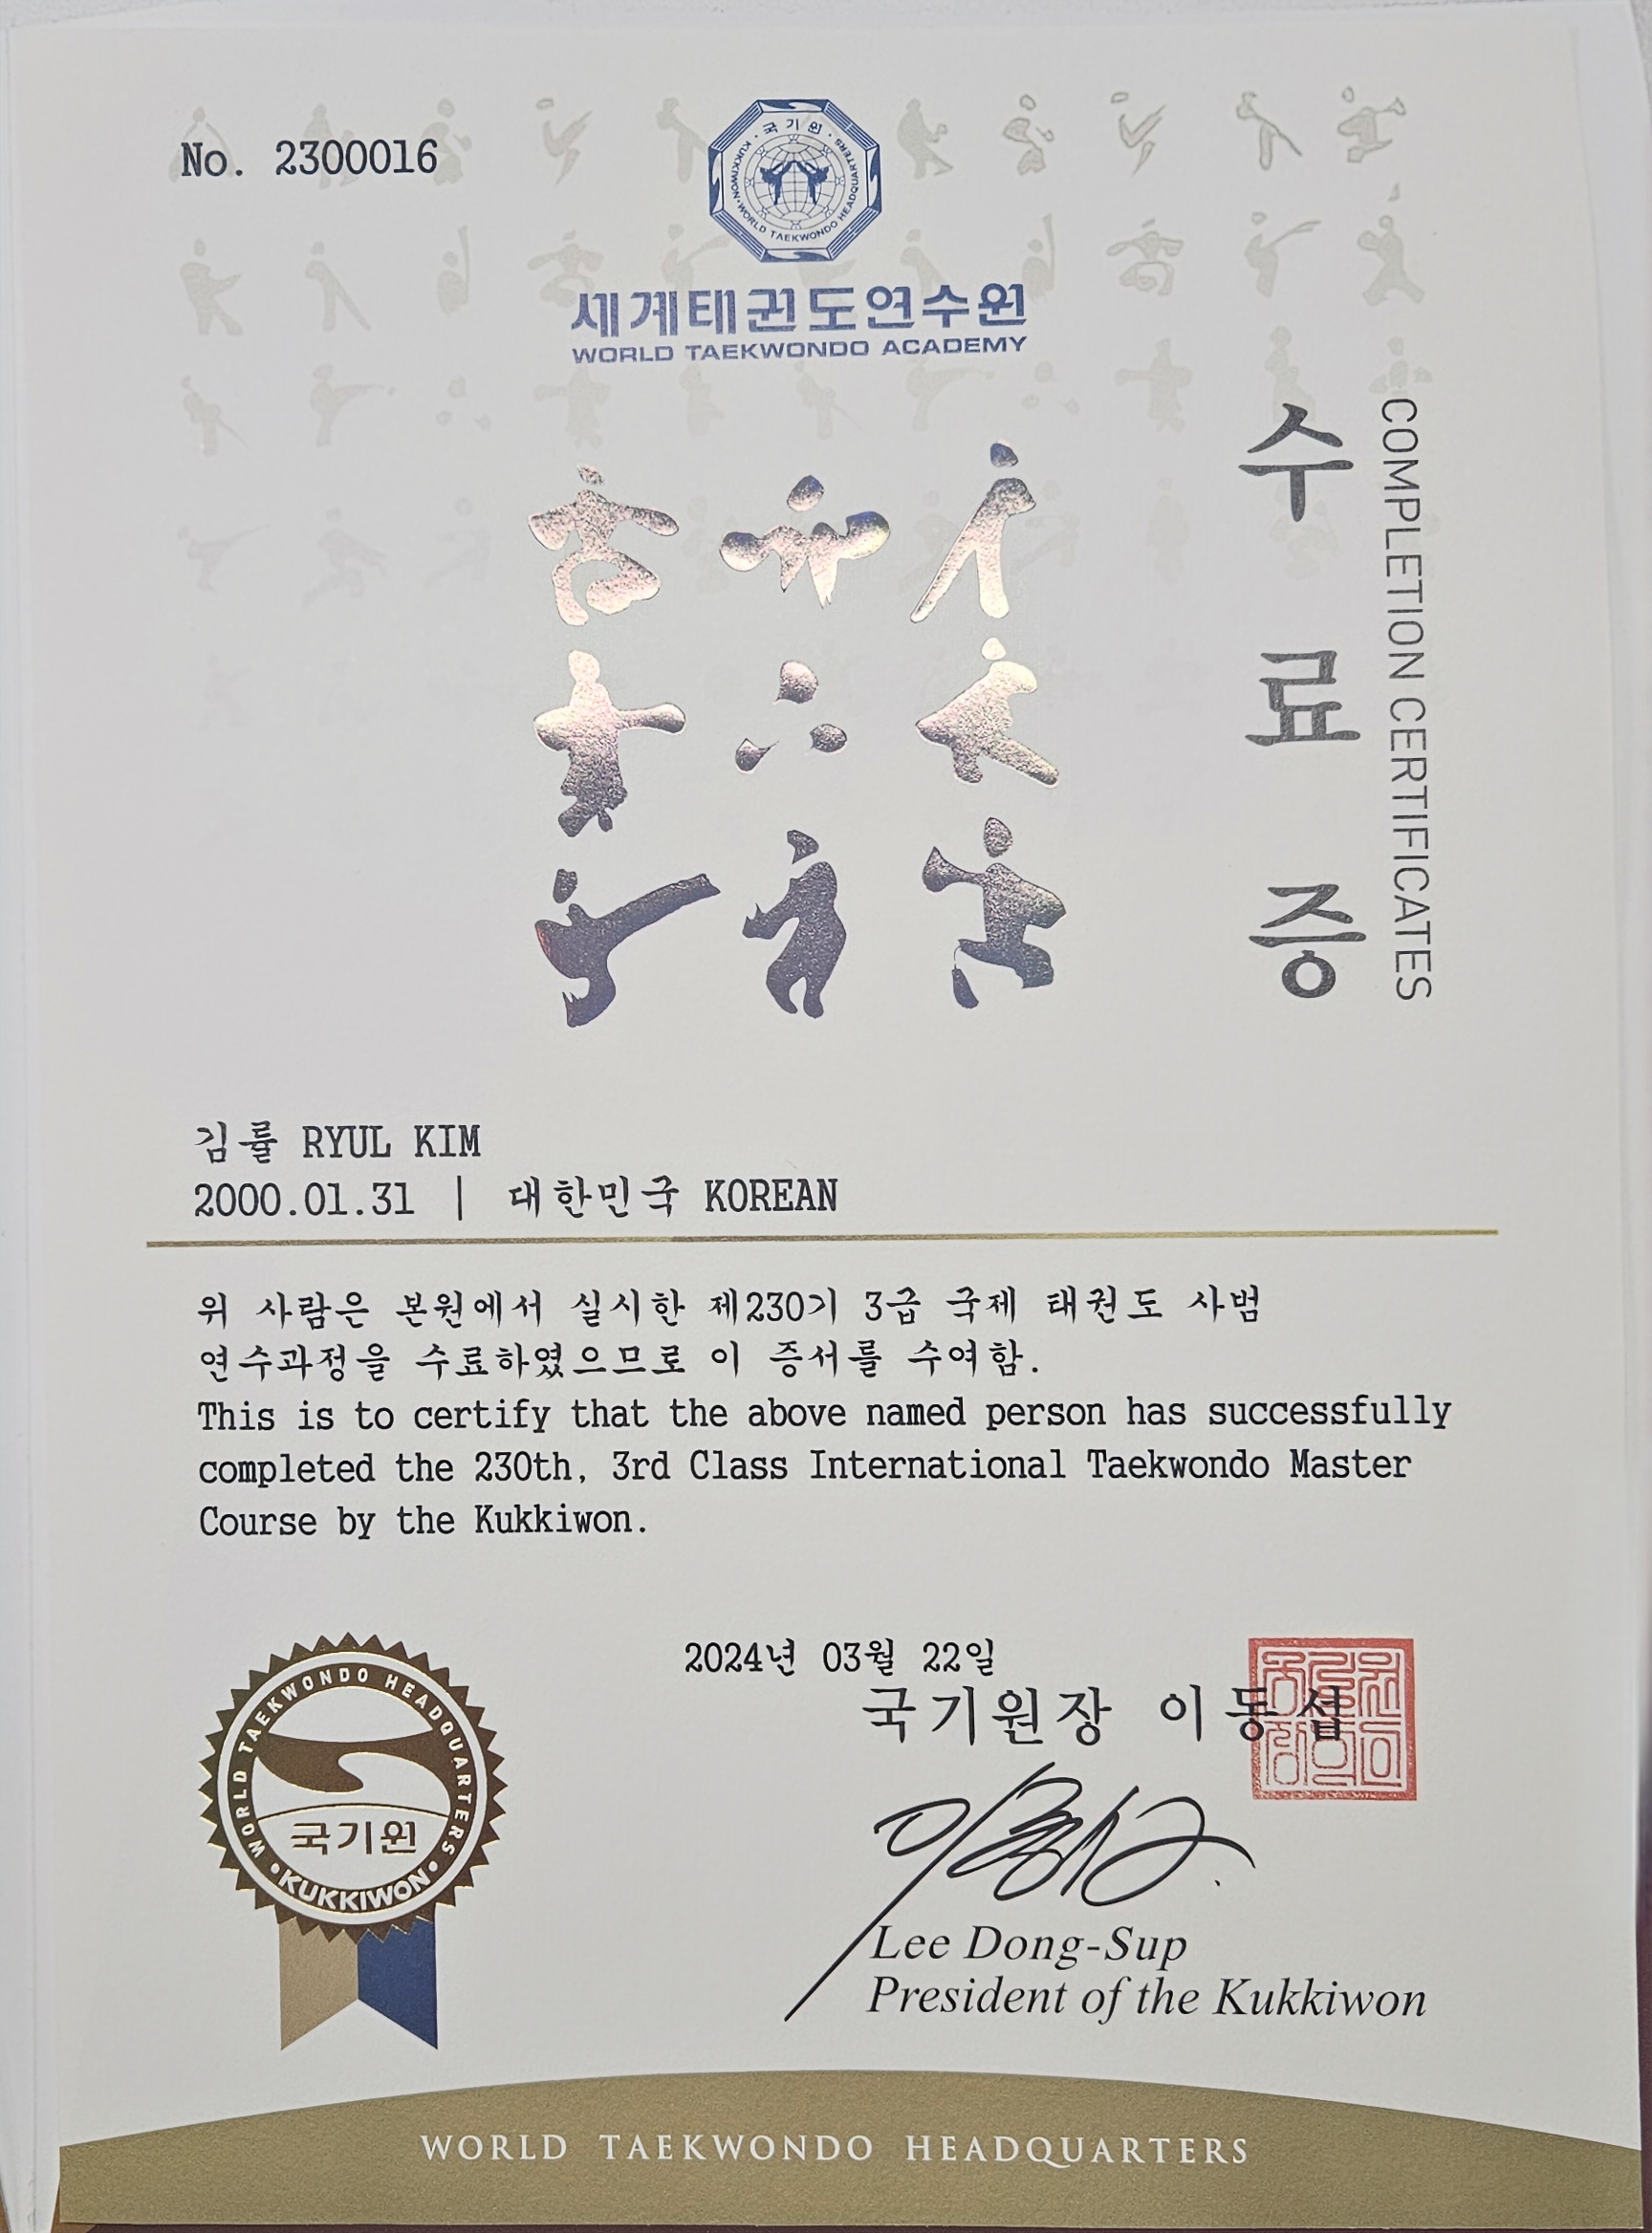 No. 2300016
국기원
KUKKIWON·WORLD TAEKWONDO HEADQUARTERS
세계태권도연수원
WORLD TAEKWONDO ACADEMY
수료증
COMPLETION CERTIFICATES
김률 RYUL KIM
2000.01.31 | 대한민국 KOREAN
위 사람은 본원에서 실시한 제230기 3급 국제 태권도 사범
연수과정을 수료하였으므로 이 증서를 수여함.
This is to certify that the above named person has successfully
completed the 230th, 3rd Class International Taekwondo Master
Course by the Kukkiwon.
2024년 03월 22일
국기원장 이동섭
Lee Dong-Sup
President of the Kukkiwon
WORLD TAEKWONDO HEADQUARTERS
국기원
KUKKIWON
WORLD TAEKWONDO HEADQUARTERS